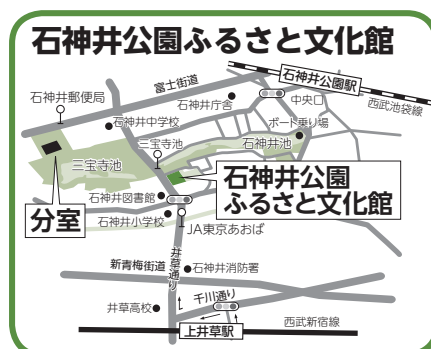 石神井公園ふるさと文化館
石神井公園駅
富士街道
石神井郵便局
石神井庁舎
中央口
西武池袋線
石神井中学校
ボート乗り場
三宝寺池
石神井池
三宝寺池
石神井公園
ふるさと文化館
石神井図書館
分室
石神井小学校
JA東京あおば
井草通り
新青梅街道
石神井消防署
千川通り
井草高校
上井草駅
西武新宿線